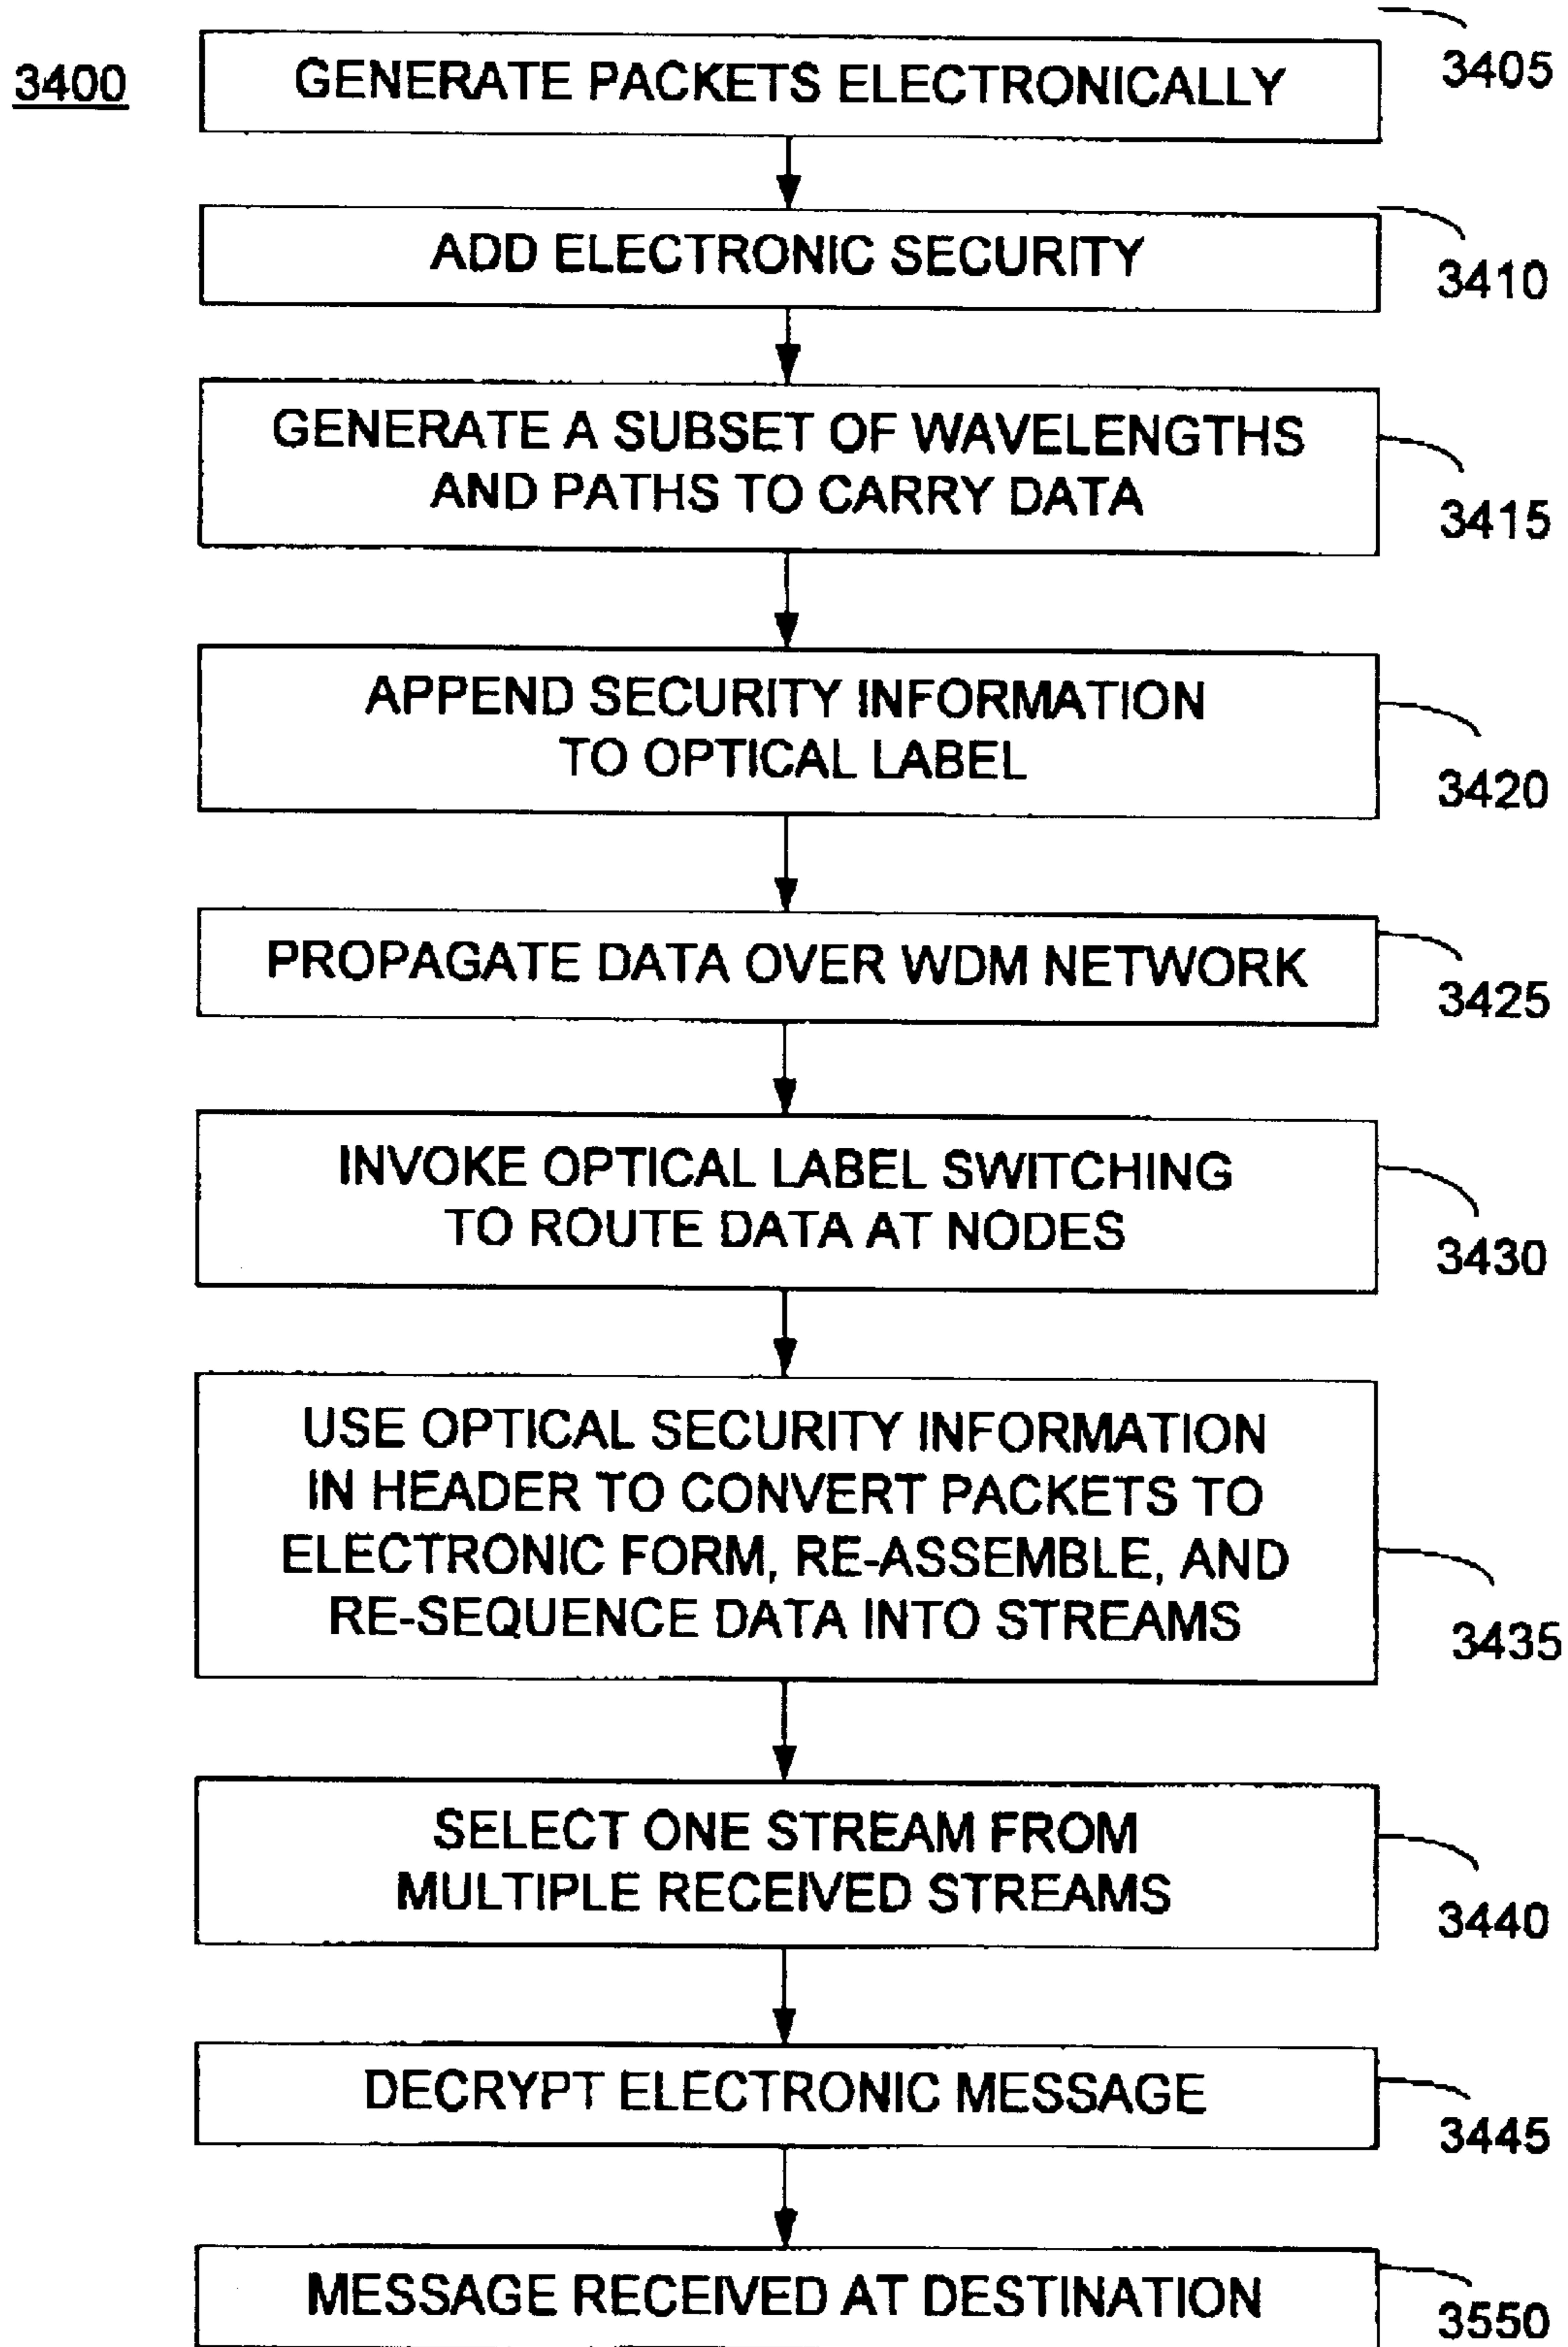 3400
GENERATE PACKETS ELECTRONICALLY
3405
ADD ELECTRONIC SECURITY
3410
GENERATE A SUBSET OF WAVELENGTHS
AND PATHS TO CARRY DATA
3415
APPEND SECURITY INFORMATION
TO OPTICAL LABEL
3420
PROPAGATE DATA OVER WDM NETWORK
3425
INVOKE OPTICAL LABEL SWITCHING
TO ROUTE DATA AT NODES
3430
USE OPTICAL SECURITY INFORMATION
IN HEADER TO CONVERT PACKETS TO
ELECTRONIC FORM, RE-ASSEMBLE, AND
RE-SEQUENCE DATA INTO STREAMS
3435
SELECT ONE STREAM FROM
MULTIPLE RECEIVED STREAMS
3440
DECRYPT ELECTRONIC MESSAGE
3445
MESSAGE RECEIVED AT DESTINATION
3550